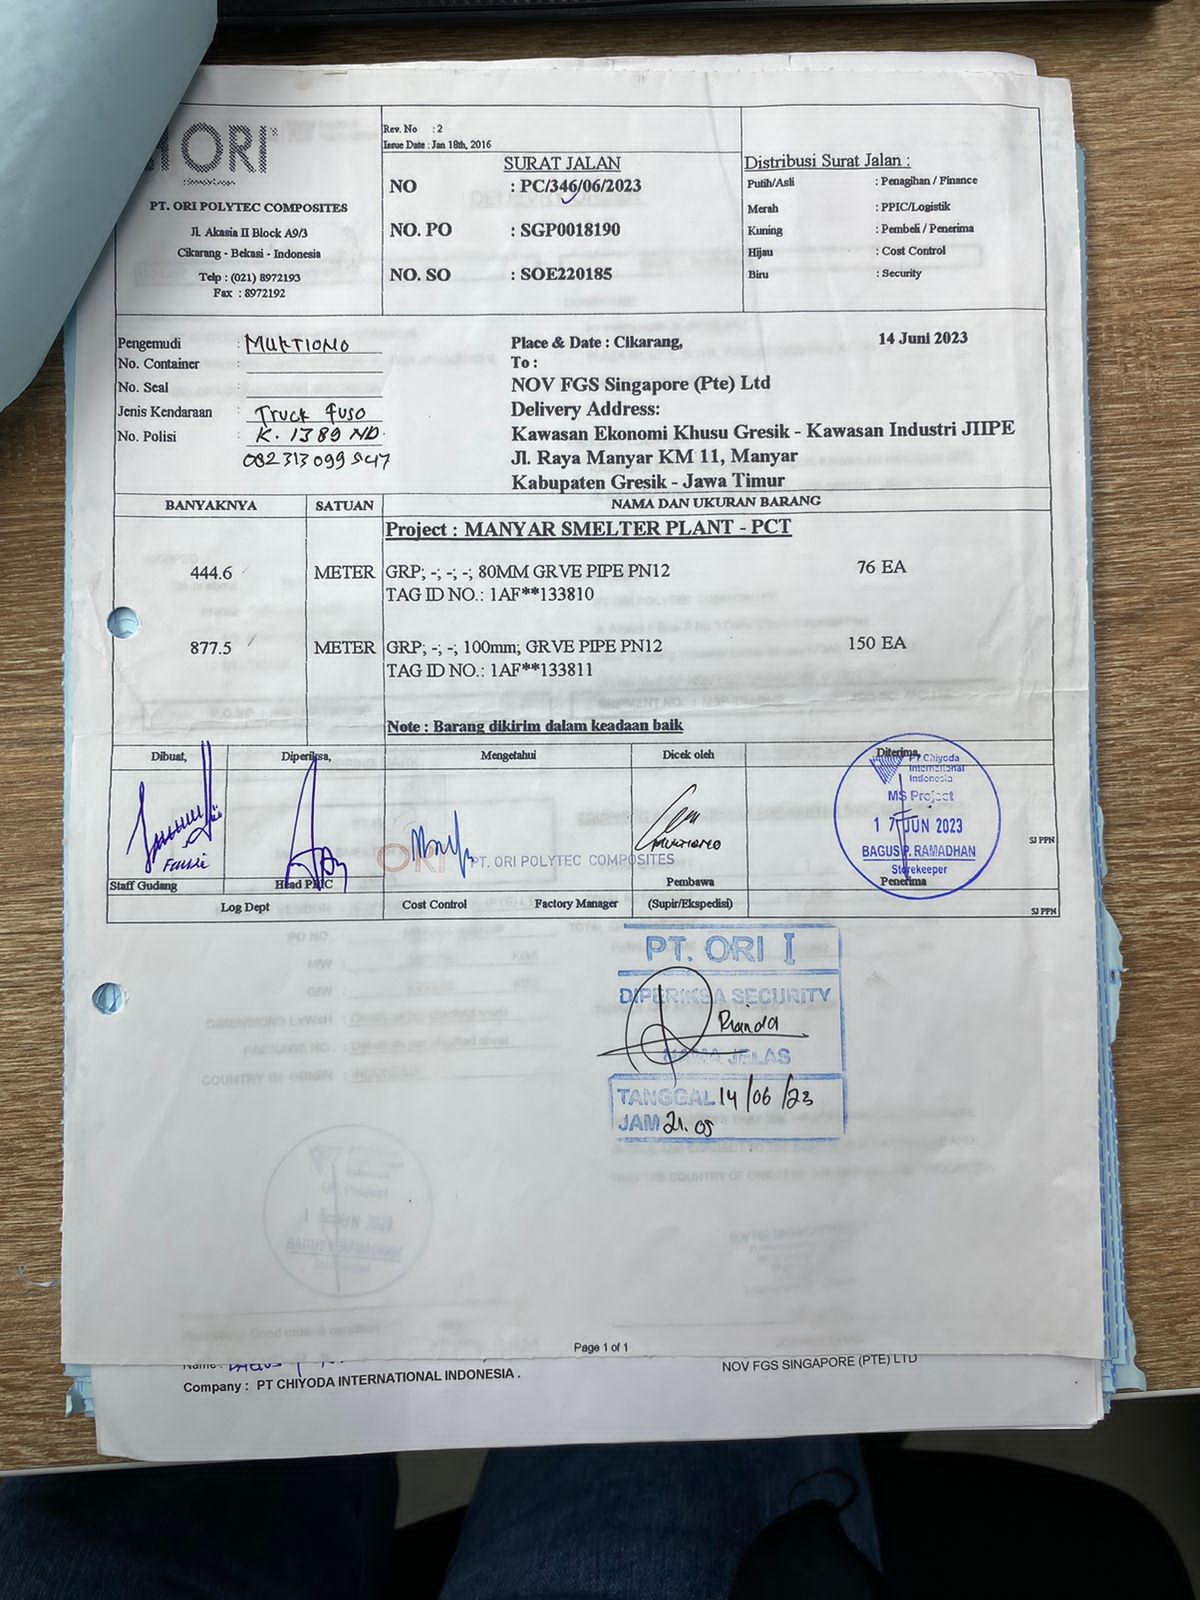 ORI
PT. ORI POLYTEC COMPOSITES
Jl. Akasia II Block A9/3
Cikarang - Bekasi - Indonesia
Telp : (021) 8972193
Fax : 8972192
Rev. No : 2
Issue Date : Jan 18th, 2016
SURAT JALAN
NO : PC/346/06/2023
NO. PO : SGP0018190
NO. SO : SOE220185
Distribusi Surat Jalan :
Putih/Asli : Penagihan / Finance
Merah : PPIC/Logistik
Kuning : Pembeli / Penerima
Hijau : Cost Control
Biru : Security
Pengemudi : MUKTIONO
No. Container :
No. Seal :
Jenis Kendaraan : Truck fuso
No. Polisi : K. 1389 ND
082313099547
Place & Date : Cikarang, 14 Juni 2023
To :
NOV FGS Singapore (Pte) Ltd
Delivery Address:
Kawasan Ekonomi Khusu Gresik - Kawasan Industri JIIPE
Jl. Raya Manyar KM 11, Manyar
Kabupaten Gresik - Jawa Timur
BANYAKNYA SATUAN NAMA DAN UKURAN BARANG
Project : MANYAR SMELTER PLANT - PCT
444.6 METER GRP; -; -; -; 80MM GRVE PIPE PN12 76 EA
TAG ID NO.: 1AF**133810
877.5 METER GRP; -; -; 100mm; GRVE PIPE PN12 150 EA
TAG ID NO.: 1AF**133811
Note : Barang dikirim dalam keadaan baik
Dibuat, Diperiksa, Mengetahui Dicek oleh Diterima,
PT Chiyoda
International
Indonesia
MS Project
17 JUN 2023
BAGUS P. RAMADHAN
Storekeeper
MUKTIONO
ORI PT. ORI POLYTEC COMPOSITES
SJ PPN
Staff Gudang Head PPIC Pembawa Penerima
Log Dept Cost Control Factory Manager (Supir/Ekspedisi) SJ PPN
PT. ORI I
DIPERIKSA SECURITY
NAMA JELAS
TANGGAL 14/06/23
JAM 21.05
Page 1 of 1
Name :
Company : PT CHIYODA INTERNATIONAL INDONESIA .
NOV FGS SINGAPORE (PTE) LTD